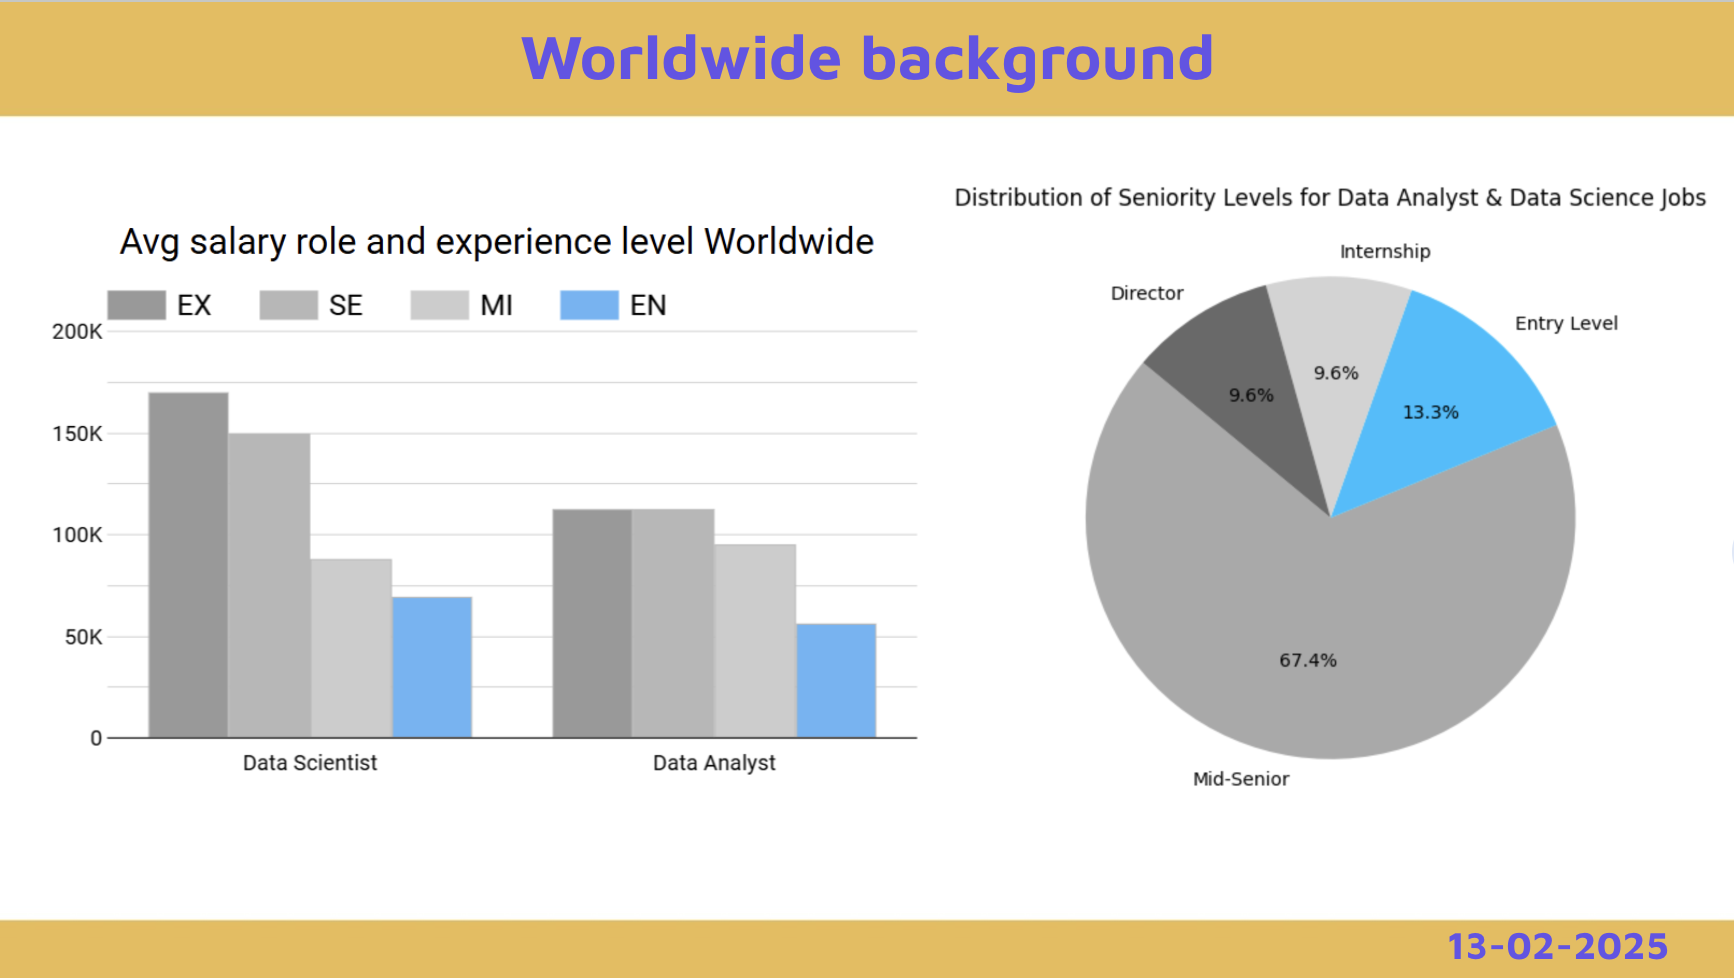 Worldwide background
Avg salary role and experience level Worldwide
EX SE MI EN
200K
150K
100K
50K
0
Data Scientist Data Analyst
Distribution of Seniority Levels for Data Analyst & Data Science Jobs
Internship
Director
Entry Level
9.6%
9.6%
13.3%
67.4%
Mid-Senior
13-02-2025